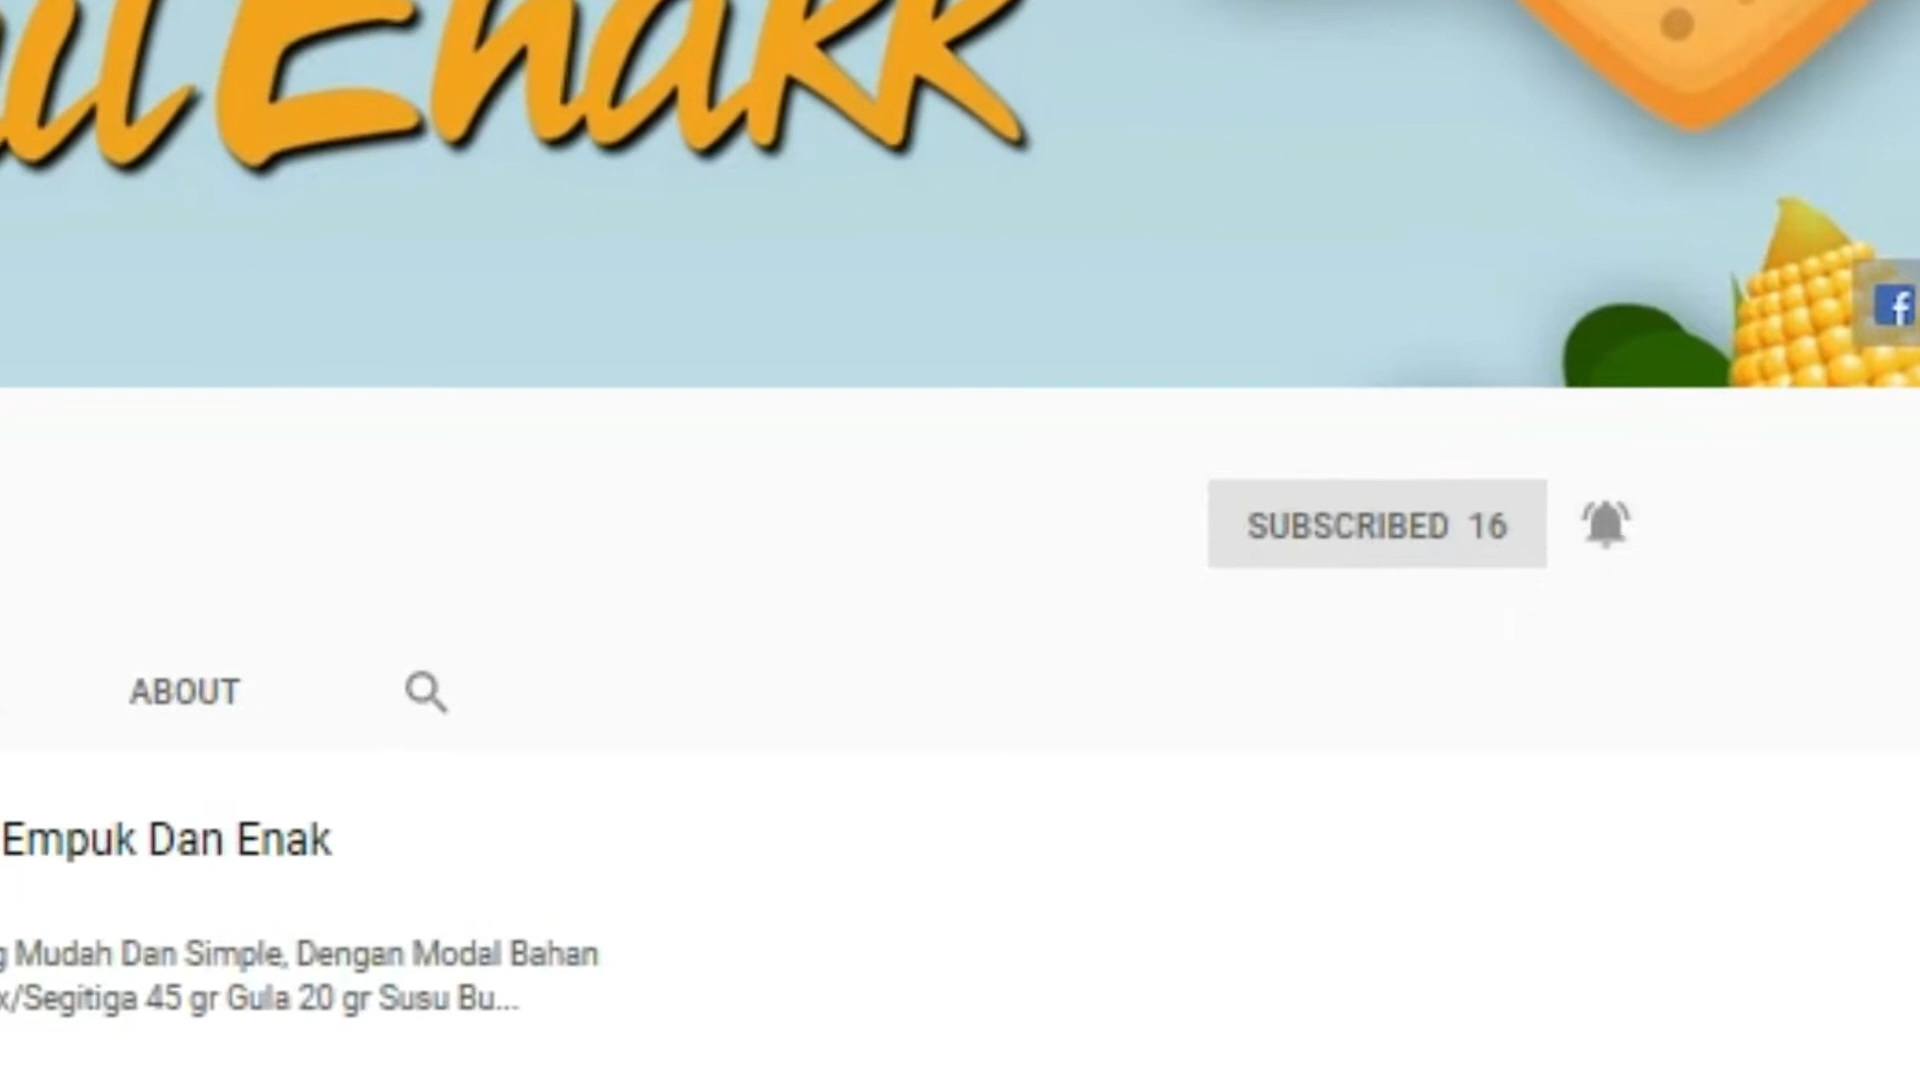 Enakk
SUBSCRIBED 16
ABOUT
Empuk Dan Enak
g Mudah Dan Simple, Dengan Modal Bahan
x/Segitiga 45 gr Gula 20 gr Susu Bu...